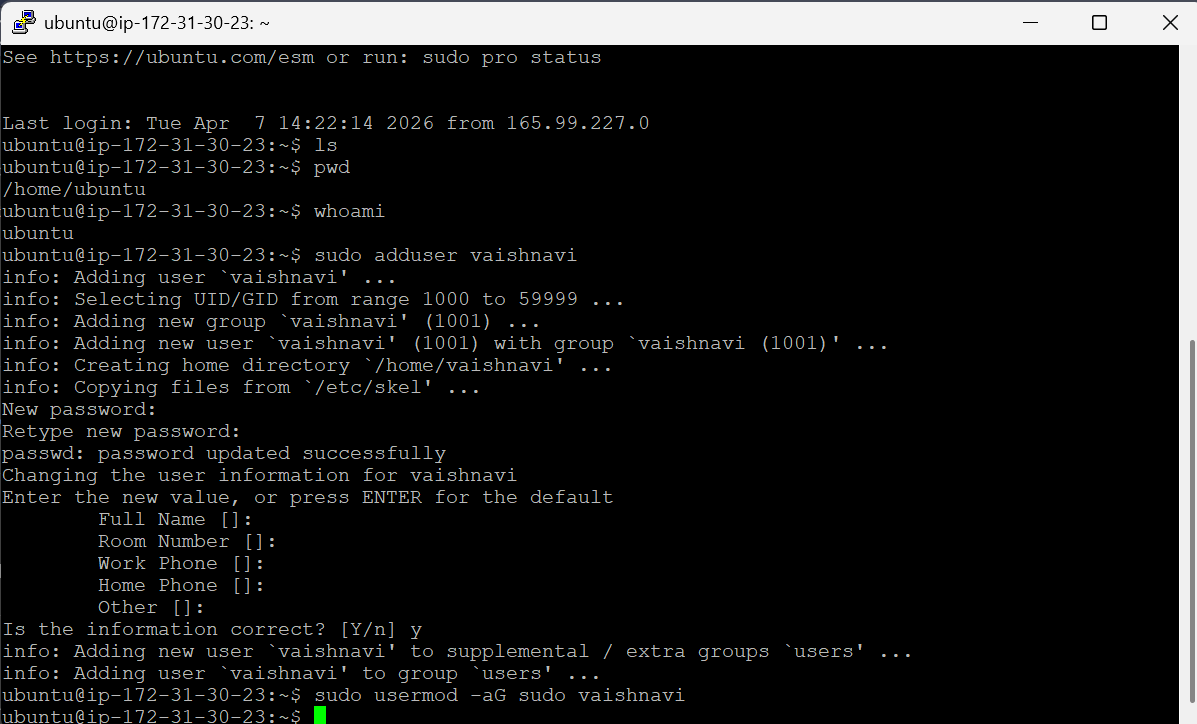 ubuntu@ip-172-31-30-23: ~
See https://ubuntu.com/esm or run: sudo pro status
Last login: Tue Apr  7 14:22:14 2026 from 165.99.227.0
ubuntu@ip-172-31-30-23:~$ ls
ubuntu@ip-172-31-30-23:~$ pwd
/home/ubuntu
ubuntu@ip-172-31-30-23:~$ whoami
ubuntu
ubuntu@ip-172-31-30-23:~$ sudo adduser vaishnavi
info: Adding user `vaishnavi' ...
info: Selecting UID/GID from range 1000 to 59999 ...
info: Adding new group `vaishnavi' (1001) ...
info: Adding new user `vaishnavi' (1001) with group `vaishnavi (1001)' ...
info: Creating home directory `/home/vaishnavi' ...
info: Copying files from `/etc/skel' ...
New password:
Retype new password:
passwd: password updated successfully
Changing the user information for vaishnavi
Enter the new value, or press ENTER for the default
        Full Name []:
        Room Number []:
        Work Phone []:
        Home Phone []:
        Other []:
Is the information correct? [Y/n] y
info: Adding new user `vaishnavi' to supplemental / extra groups `users' ...
info: Adding user `vaishnavi' to group `users' ...
ubuntu@ip-172-31-30-23:~$ sudo usermod -aG sudo vaishnavi
ubuntu@ip-172-31-30-23:~$